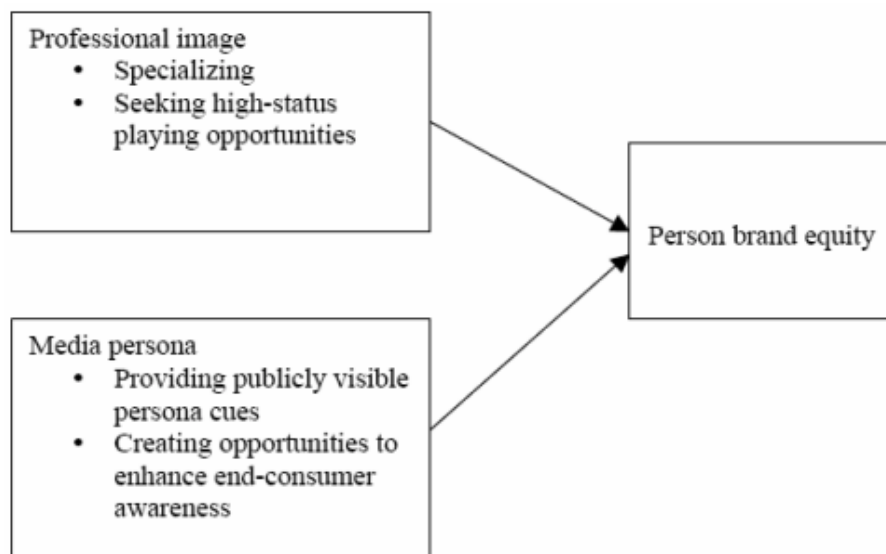 Professional image
• Specializing
• Seeking high-status
playing opportunities
Person brand equity
Media persona
• Providing publicly visible
persona cues
• Creating opportunities to
enhance end-consumer
awareness